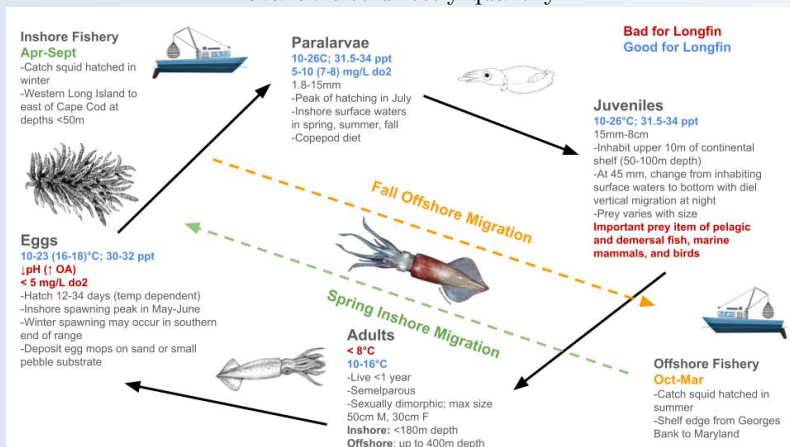 Inshore Fishery
Apr-Sept
-Catch squid hatched in
winter
-Western Long Island to
east of Cape Cod at
depths <50m
Paralarvae
10-26C; 31.5-34 ppt
5-10 (7-8) mg/L do2
1.8-15mm
-Peak of hatching in July
-Inshore surface waters
in spring, summer, fall
-Copepod diet
Bad for Longfin
Good for Longfin
Juveniles
10-26°C; 31.5-34 ppt
15mm-8cm
-Inhabit upper 10m of continental
shelf (50-100m depth)
-At 45 mm, change from inhabiting
surface waters to bottom with diel
vertical migration at night
-Prey varies with size
Important prey item of pelagic
and demersal fish, marine
mammals, and birds
Fall Offshore Migration
Spring Inshore Migration
Eggs
10-23 (16-18)°C; 30-32 ppt
↓pH (↑ OA)
< 5 mg/L do2
-Hatch 12-34 days (temp dependent)
-Inshore spawning peak in May-June
-Winter spawning may occur in southern
end of range
-Deposit egg mops on sand or small
pebble substrate
Adults
< 8°C
10-16°C
-Live <1 year
-Semelparous
-Sexually dimorphic; max size
50cm M, 30cm F
Inshore: <180m depth
Offshore: up to 400m depth
Offshore Fishery
Oct-Mar
-Catch squid hatched in
summer
-Shelf edge from Georges
Bank to Maryland